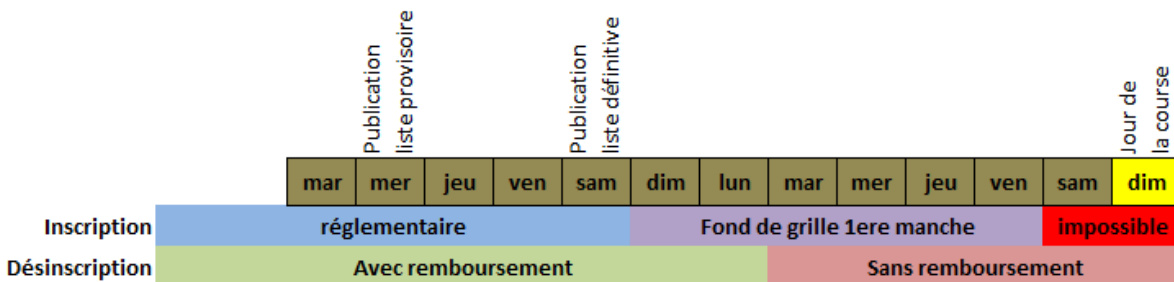 Publication
liste provisoire
Publication
liste définitive
Jour de
la course
mar mer jeu ven sam dim lun mar mer jeu ven sam dim
Inscription réglementaire Fond de grille 1ere manche impossible
Désinscription Avec remboursement Sans remboursement